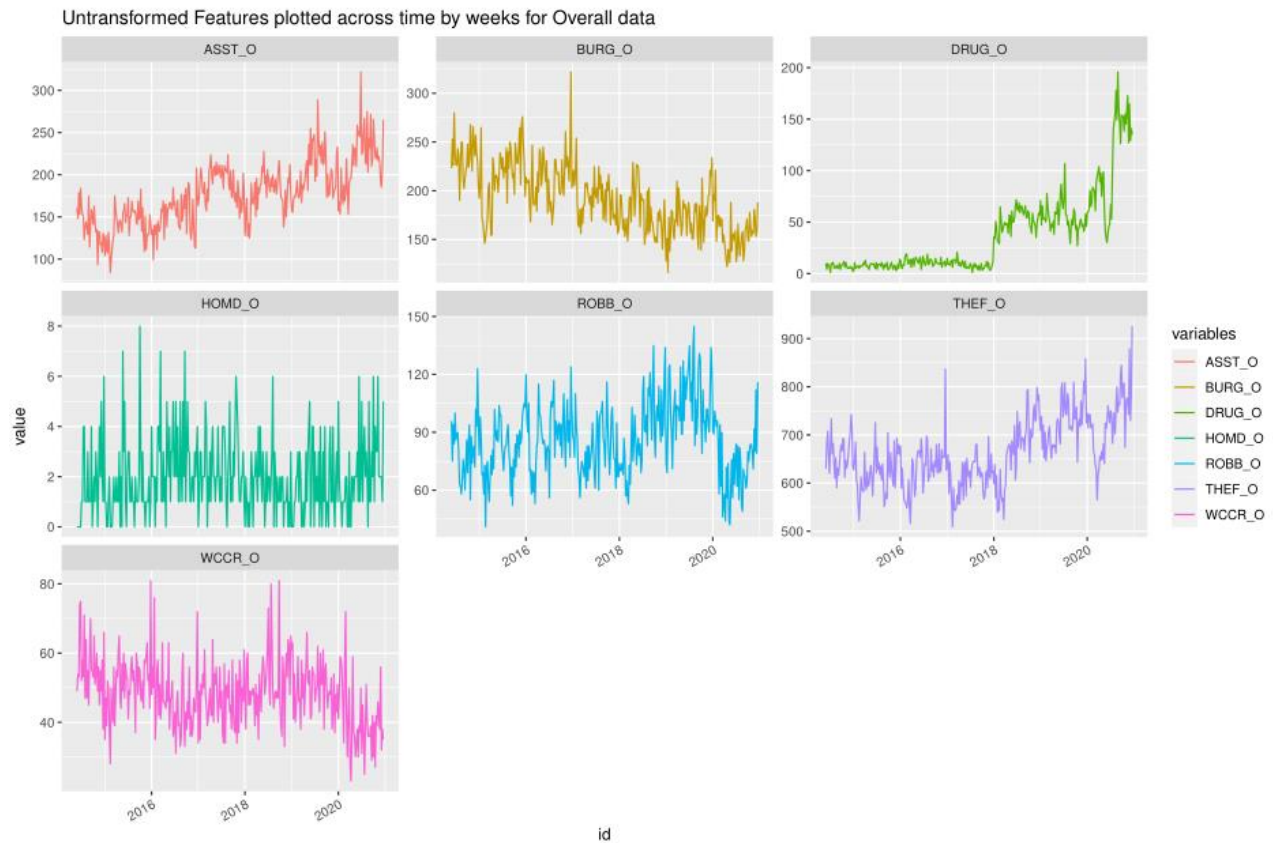 Untransformed Features plotted across time by weeks for Overall data
ASST_O
300
250
200
150
100
BURG_O
300
250
200
150
DRUG_O
200
150
100
50
0
HOMD_O
8
6
4
2
0
ROBB_O
150
120
90
60
2016 2018 2020
THEF_O
900
800
700
600
500
2016 2018 2020
WCCR_O
80
60
40
2016 2018 2020
value
id
variables
ASST_O
BURG_O
DRUG_O
HOMD_O
ROBB_O
THEF_O
WCCR_O